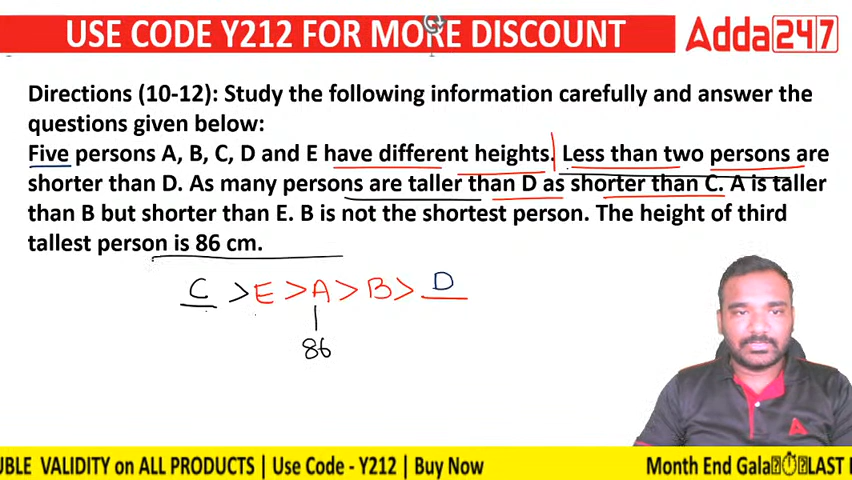 USE CODE Y212 FOR MORE DISCOUNT
Adda247
Directions (10-12): Study the following information carefully and answer the
questions given below:
Five persons A, B, C, D and E have different heights. Less than two persons are
shorter than D. As many persons are taller than D as shorter than C. A is taller
than B but shorter than E. B is not the shortest person. The height of third
tallest person is 86 cm.
C > E > A > B > D
86
UBLE VALIDITY on ALL PRODUCTS | Use Code - Y212 | Buy Now
Month End Gala
LAST